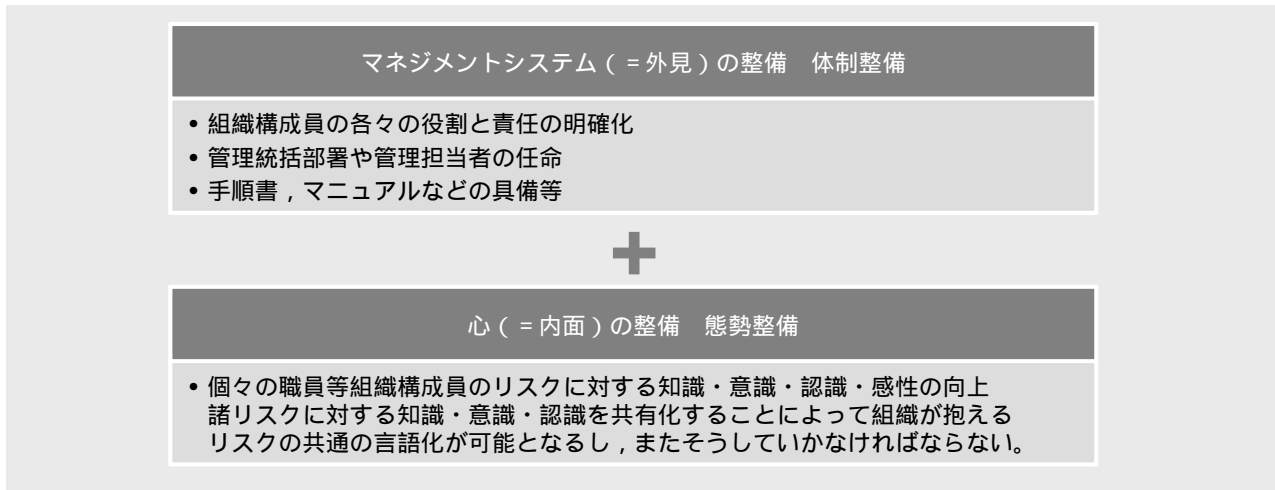 マネジメントシステム（＝外見）の整備　体制整備
• 組織構成員の各々の役割と責任の明確化
• 管理統括部署や管理担当者の任命
• 手順書，マニュアルなどの具備等
+
心（＝内面）の整備　態勢整備
• 個々の職員等組織構成員のリスクに対する知識・意識・認識・感性の向上
諸リスクに対する知識・意識・認識を共有化することによって組織が抱える
リスクの共通の言語化が可能となるし，またそうしていかなければならない。